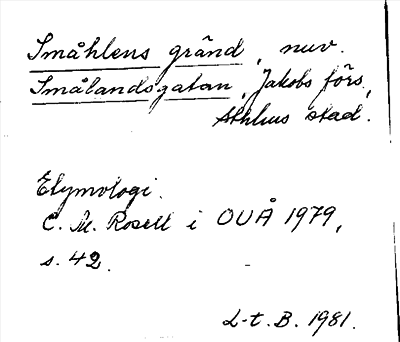 Småhlens gränd, nuv.
Smålandsgatan, Jakobs förs,
Sthlms stad.
Etymologi.
C. M. Rosell i OUÅ 1979,
s. 42.
L-t. B. 1981.